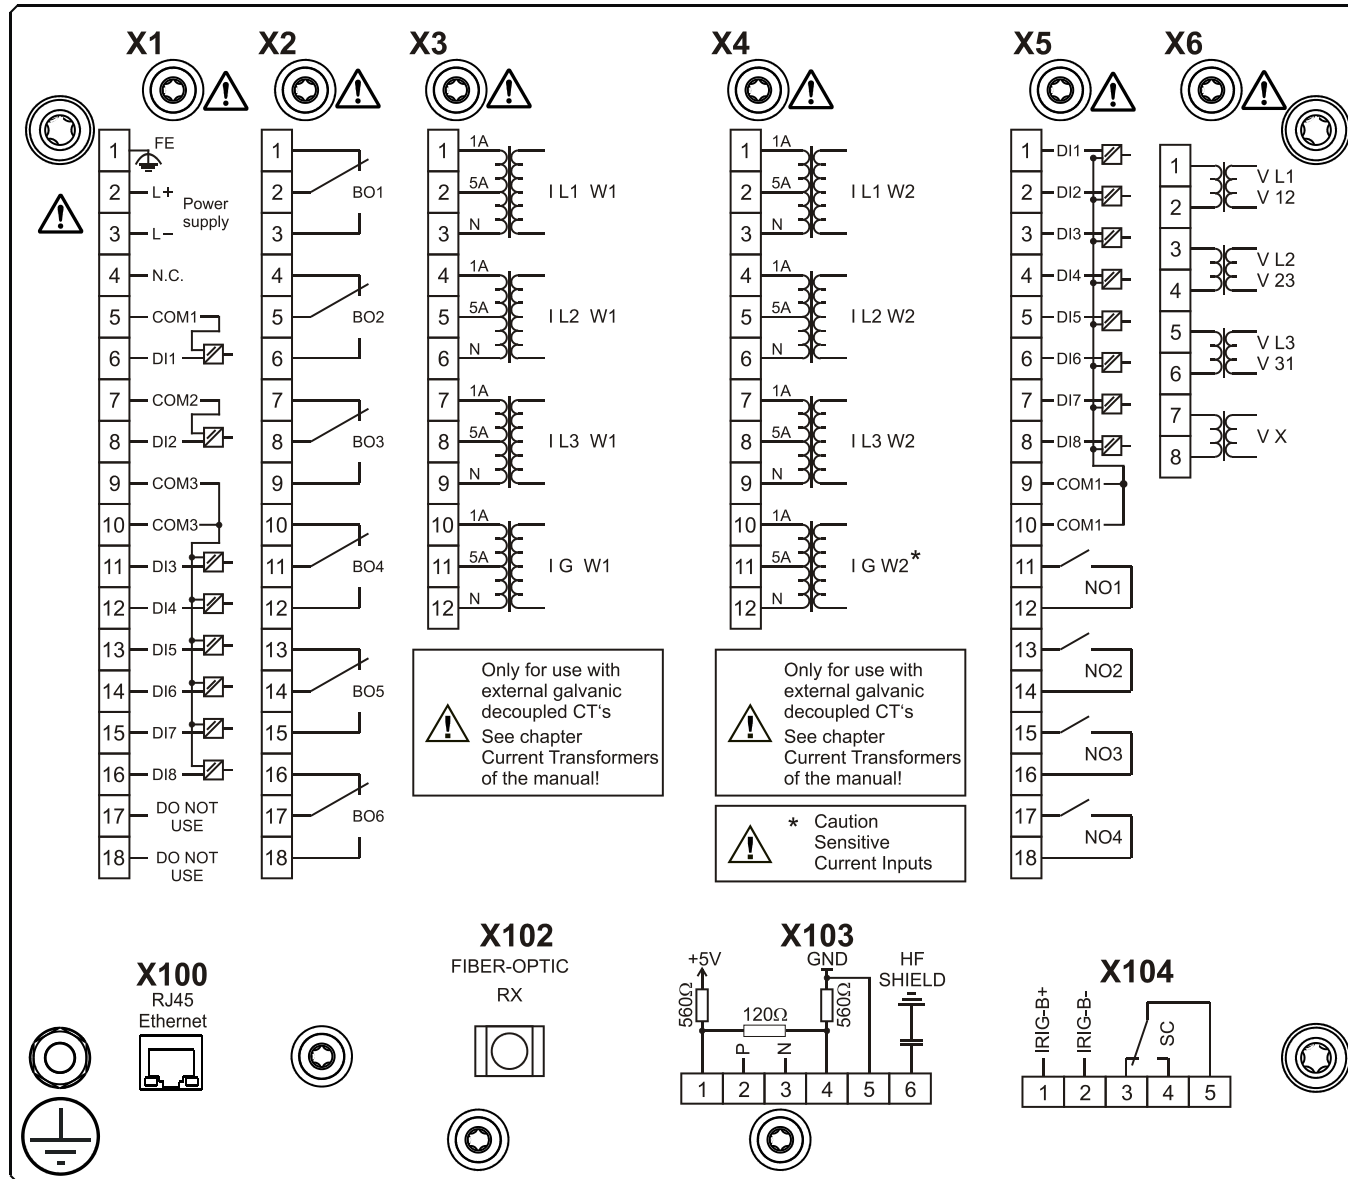 X1
X2
X3
X4
X5
X6
1
FE
2
L+
Power
supply
3
L−
4
N.C.
5
COM1
6
DI1
7
COM2
8
DI2
9
COM3
10
COM3
11
DI3
12
DI4
13
DI5
14
DI6
15
DI7
16
DI8
17
DO NOT
USE
18
DO NOT
USE
1
2
BO1
3
4
5
BO2
6
7
8
BO3
9
10
11
BO4
12
13
14
BO5
15
16
17
BO6
18
1
1A
2
5A
I L1 W1
3
N
4
1A
5
5A
I L2 W1
6
N
7
1A
8
5A
I L3 W1
9
N
10
1A
11
5A
I G W1
12
N
Only for use with
external galvanic
decoupled CT's
See chapter
Current Transformers
of the manual!
1
1A
2
5A
I L1 W2
3
N
4
1A
5
5A
I L2 W2
6
N
7
1A
8
5A
I L3 W2
9
N
10
1A
11
5A
I G W2*
12
N
Only for use with
external galvanic
decoupled CT's
See chapter
Current Transformers
of the manual!
* Caution
Sensitive
Current Inputs
1
DI1
2
DI2
3
DI3
4
DI4
5
DI5
6
DI6
7
DI7
8
DI8
9
COM1
10
COM1
11
NO1
12
13
NO2
14
15
NO3
16
17
NO4
18
1
V L1
V 12
2
3
V L2
V 23
4
5
V L3
V 31
6
7
V X
8
X100
RJ45
Ethernet
X102
FIBER-OPTIC
RX
X103
+5V
GND
HF
SHIELD
560Ω
120Ω
560Ω
P
N
1 2 3 4 5 6
X104
IRIG-B+
IRIG-B-
SC
1 2 3 4 5